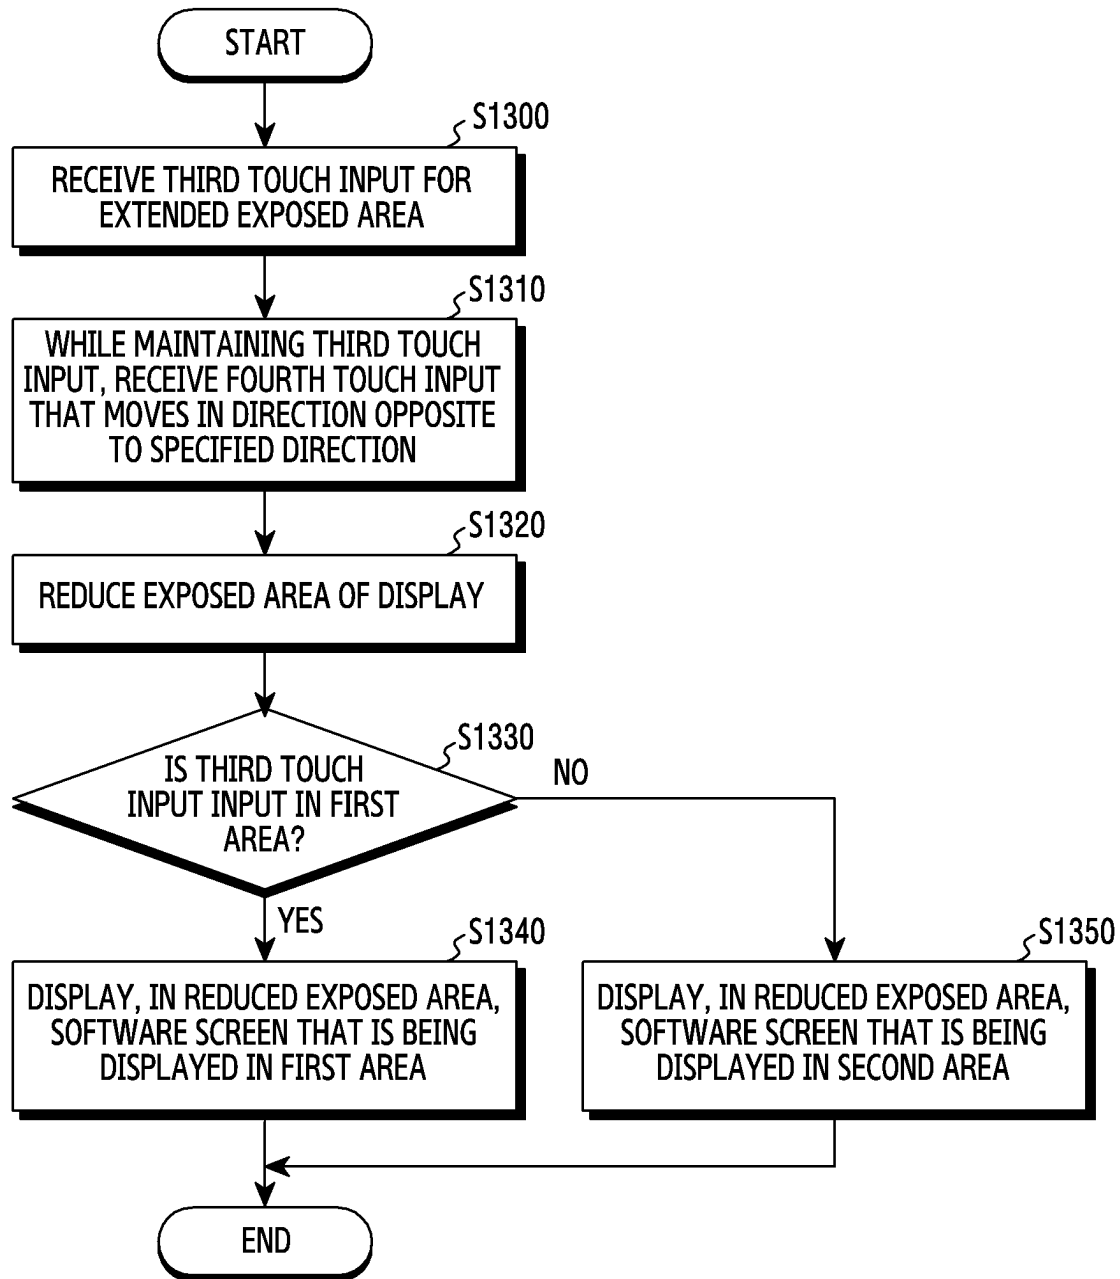 START
S1300
RECEIVE THIRD TOUCH INPUT FOR
EXTENDED EXPOSED AREA
S1310
WHILE MAINTAINING THIRD TOUCH
INPUT, RECEIVE FOURTH TOUCH INPUT
THAT MOVES IN DIRECTION OPPOSITE
TO SPECIFIED DIRECTION
S1320
REDUCE EXPOSED AREA OF DISPLAY
S1330
IS THIRD TOUCH
INPUT INPUT IN FIRST
AREA?
NO
YES
S1340
DISPLAY, IN REDUCED EXPOSED AREA,
SOFTWARE SCREEN THAT IS BEING
DISPLAYED IN FIRST AREA
S1350
DISPLAY, IN REDUCED EXPOSED AREA,
SOFTWARE SCREEN THAT IS BEING
DISPLAYED IN SECOND AREA
END